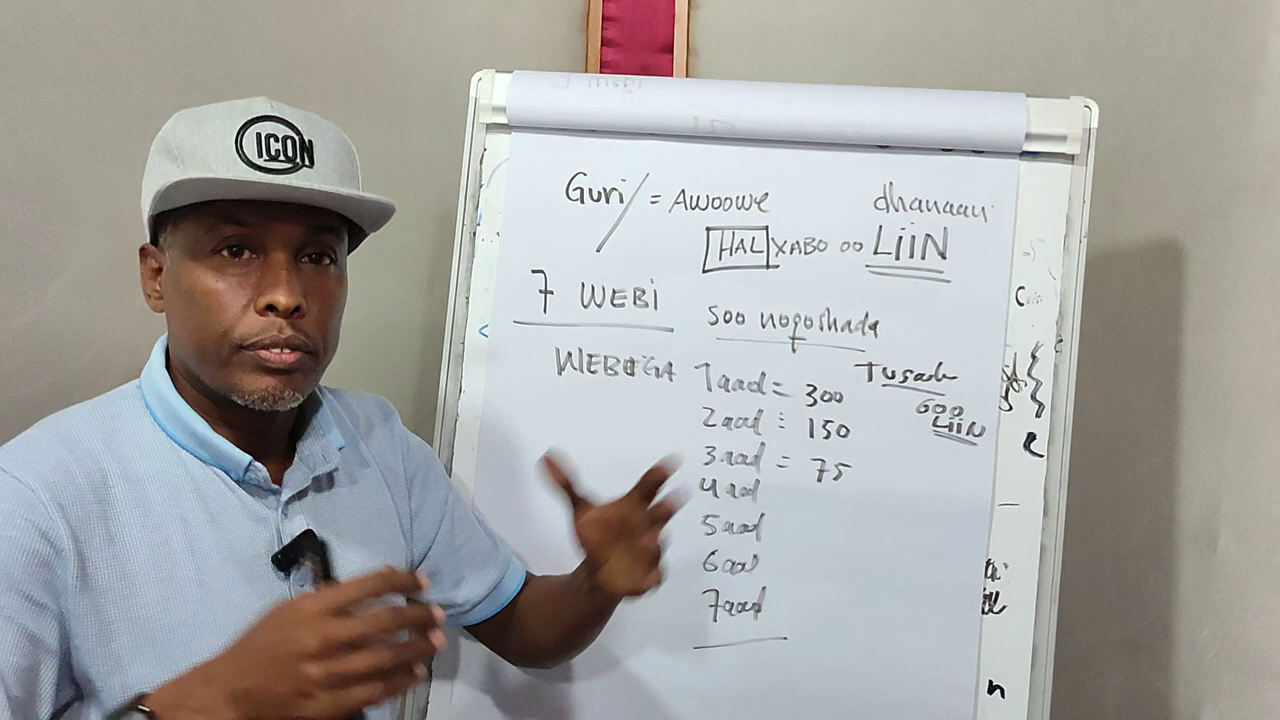 ICON
Guri/ = Awoowe
dhanaan
HAL XABO oo LiiN
7 WEBi
Soo noqoshada
WEBIGA 1aad = 300
Tusaale
2aad = 150
600
LiiN
3aad = 75
4aad
5aad
6aad
7aad
n